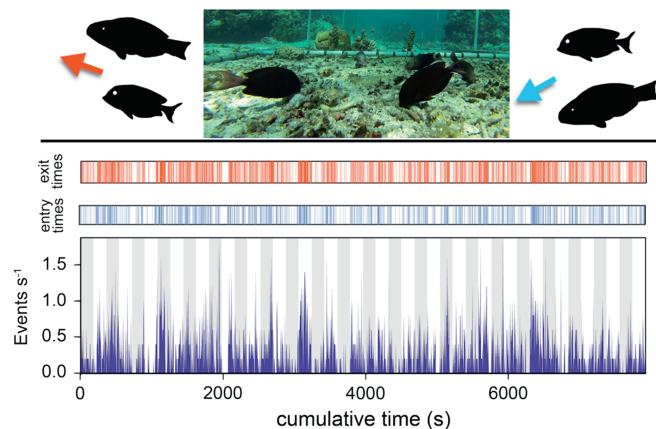 exit
times
entry
times
Events s⁻¹
1.5
1.0
0.5
0.0
0
2000
4000
6000
cumulative time (s)